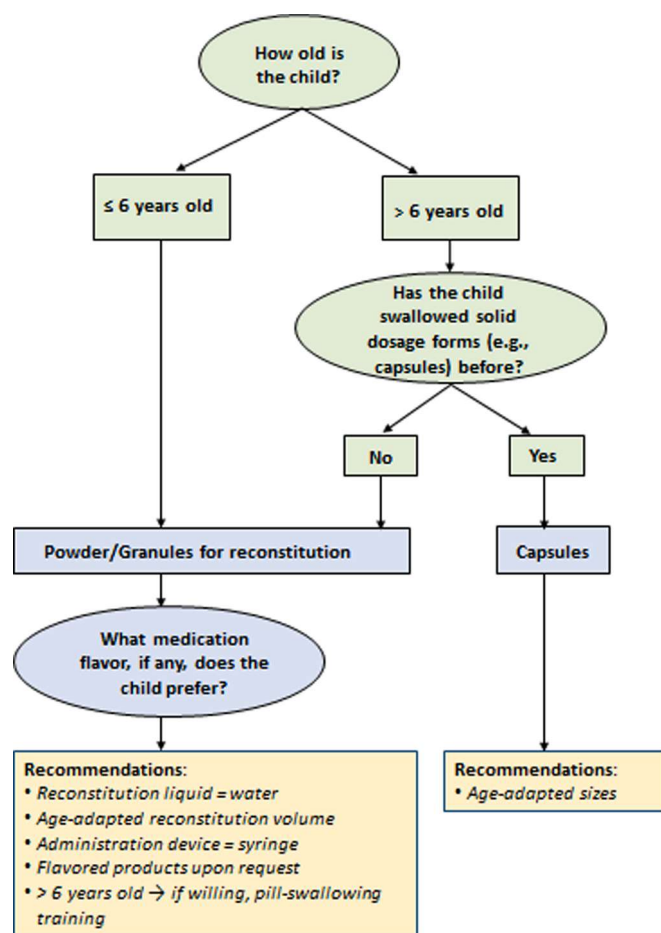 How old is
the child?
≤ 6 years old
> 6 years old
Has the child
swallowed solid
dosage forms (e.g.,
capsules) before?
No
Yes
Powder/Granules for reconstitution
Capsules
What medication
flavor, if any, does the
child prefer?
Recommendations:
• Reconstitution liquid = water
• Age-adapted reconstitution volume
• Administration device = syringe
• Flavored products upon request
• > 6 years old → if willing, pill-swallowing
training
Recommendations:
• Age-adapted sizes